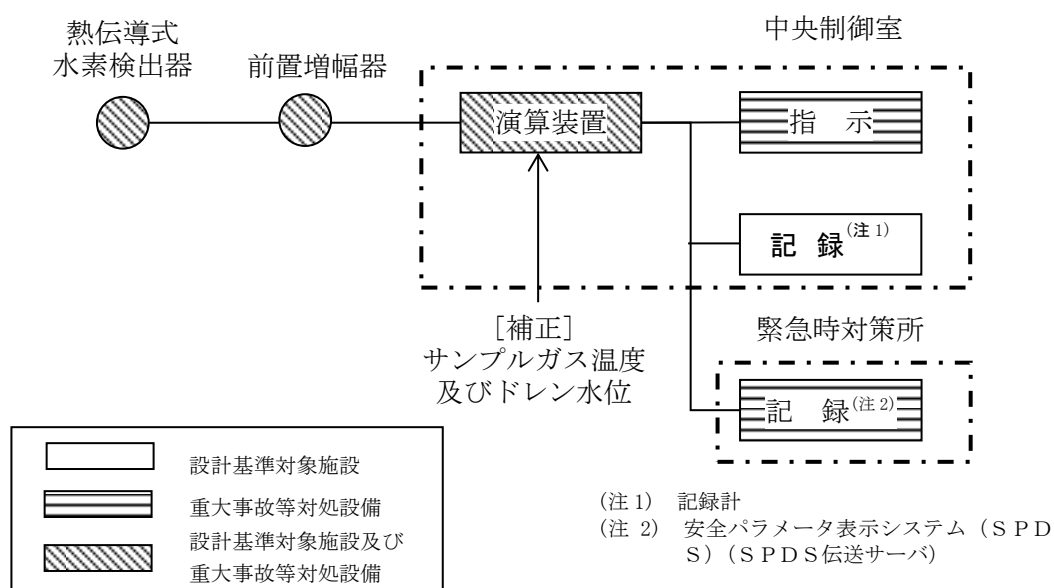 熱伝導式
水素検出器
前置増幅器
中央制御室
演算装置
指　示
記 録(注 1)
[補正]
サンプルガス温度
及びドレン水位
緊急時対策所
記　録(注 2)
設計基準対象施設
重大事故等対処設備
設計基準対象施設及び
重大事故等対処設備
(注 1)　記録計
(注 2)　安全パラメータ表示システム（ＳＰＤ
Ｓ）（ＳＰＤＳ伝送サーバ）